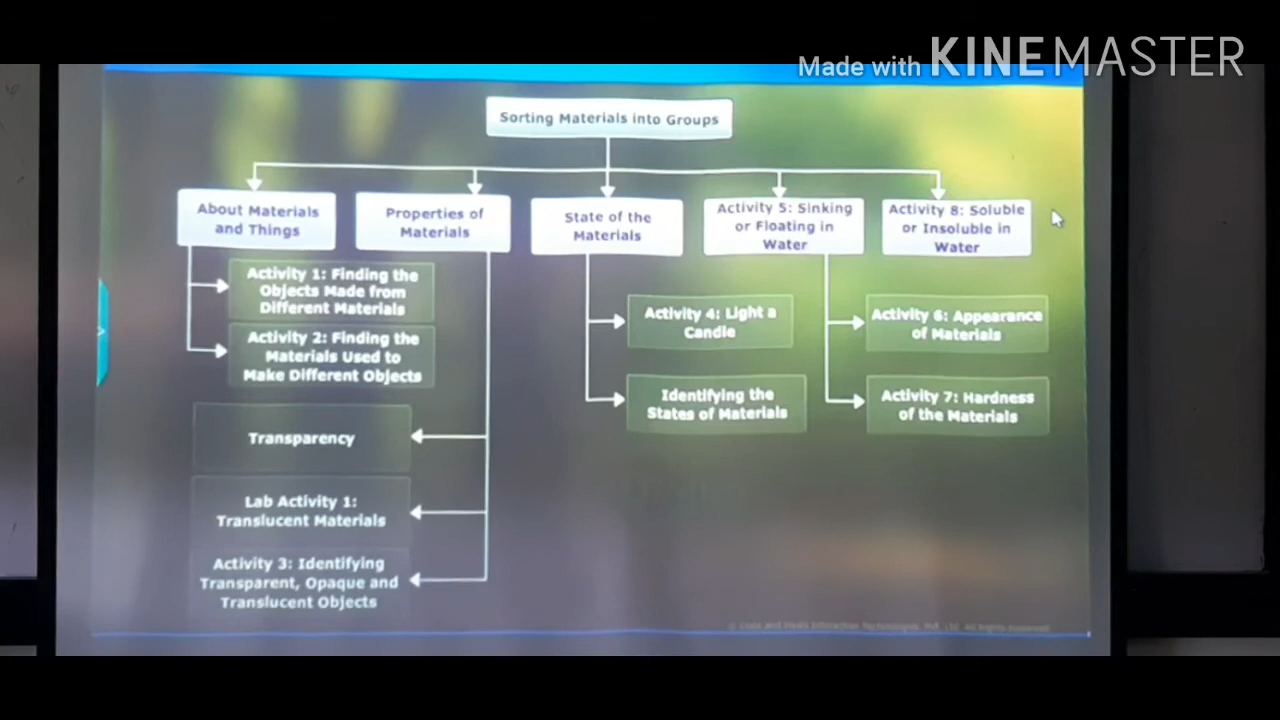 Made with KINEMASTER
Sorting Materials into Groups
About Materials
and Things
Properties of
Materials
State of the
Materials
Activity 5: Sinking
or Floating in
Water
Activity 8: Soluble
or Insoluble in
Water
Activity 1: Finding the
Objects Made from
Different Materials
Activity 2: Finding the
Materials Used to
Make Different Objects
Transparency
Lab Activity 1:
Translucent Materials
Activity 3: Identifying
Transparent, Opaque and
Translucent Objects
Activity 4: Light a
Candle
Identifying the
States of Materials
Activity 6: Appearance
of Materials
Activity 7: Hardness
of the Materials